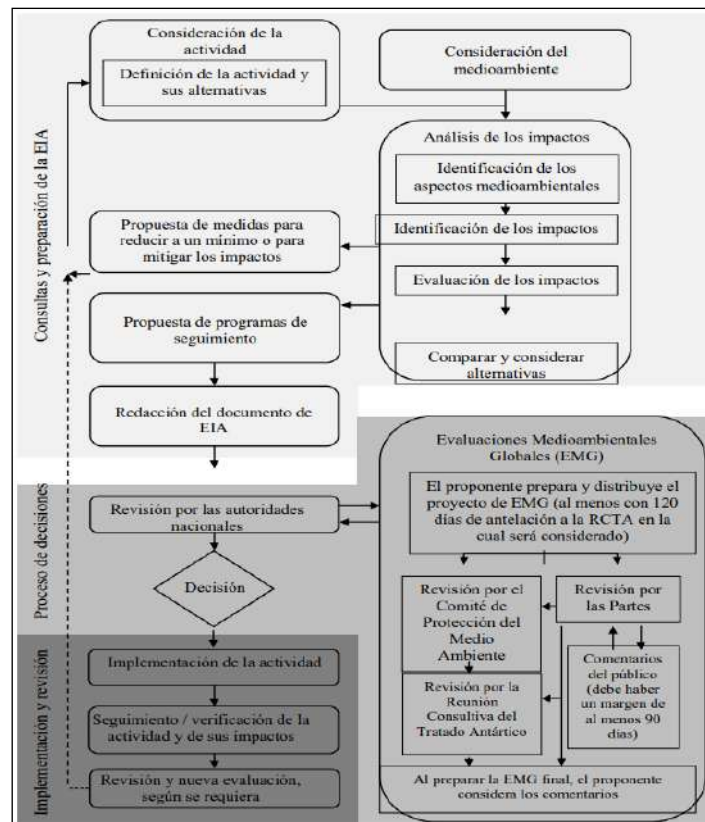 Consideración de la
actividad
Definición de la actividad y
sus alternativas
Consideración del
medioambiente
Análisis de los impactos
Identificación de los
aspectos medioambientales
Identificación de los impactos
Evaluación de los impactos
Comparar y considerar
alternativas
Propuesta de medidas para
reducir a un mínimo o para
mitigar los impactos
Propuesta de programas de
seguimiento
Redacción del documento de
EIA
Consultas y preparación de la EIA
Evaluaciones Medioambientales
Globales (EMG)
El proponente prepara y distribuye el
proyecto de EMG (al menos con 120
días de antelación a la RCTA en la
cual será considerado)
Revisión por el
Comité de
Protección del
Medio
Ambiente
Revisión por
las Partes
Comentarios
del público
(debe haber
un margen de
al menos 90
días)
Revisión por la
Reunión
Consultiva del
Tratado Antártico
Al preparar la EMG final, el proponente
considera los comentarios
Proceso de decisiones
Revisión por las autoridades
nacionales
Decisión
Implementación y revisión
Implementación de la actividad
Seguimiento / verificación de la
actividad y de sus impactos
Revisión y nueva evaluación,
según se requiera